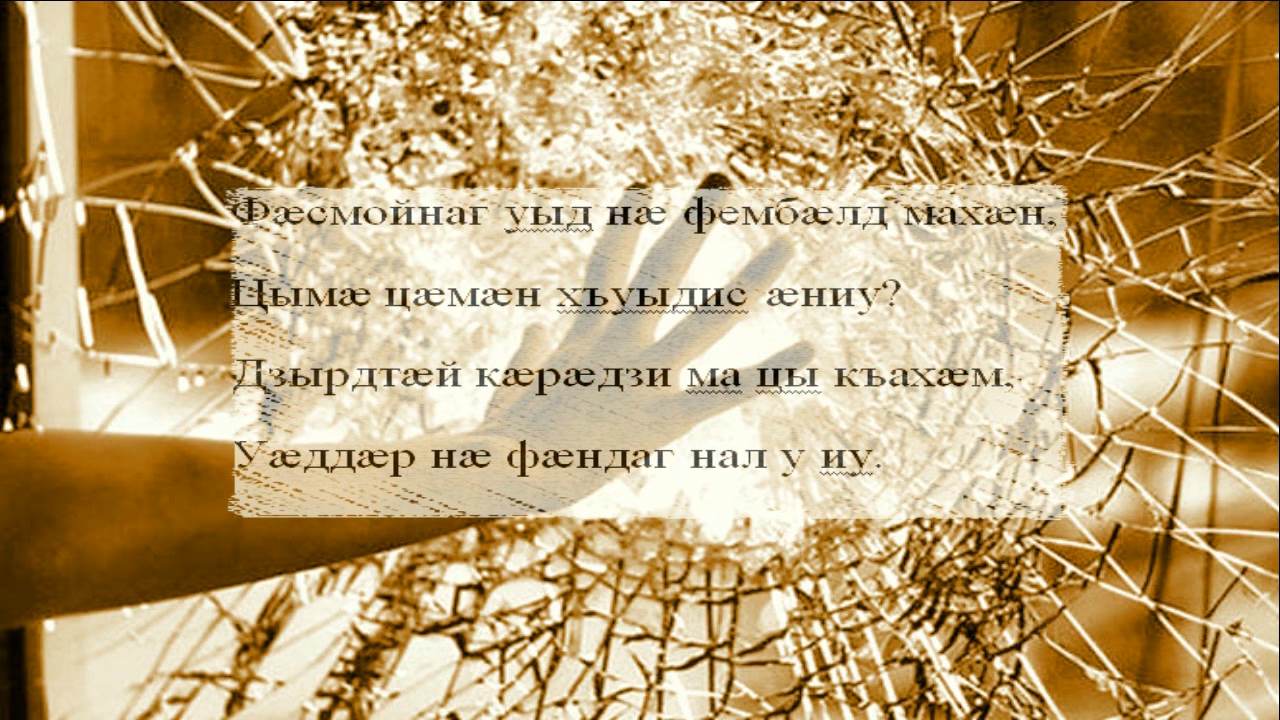 Фæсмойнаг уыд нæ фембæлд махæн,
Цымæ цæмæн хъуыдис æниу?
Дзырдтæй кæрæдзи ма цы къахæм,
Уæддæр нæ фæндаг нал у иу.